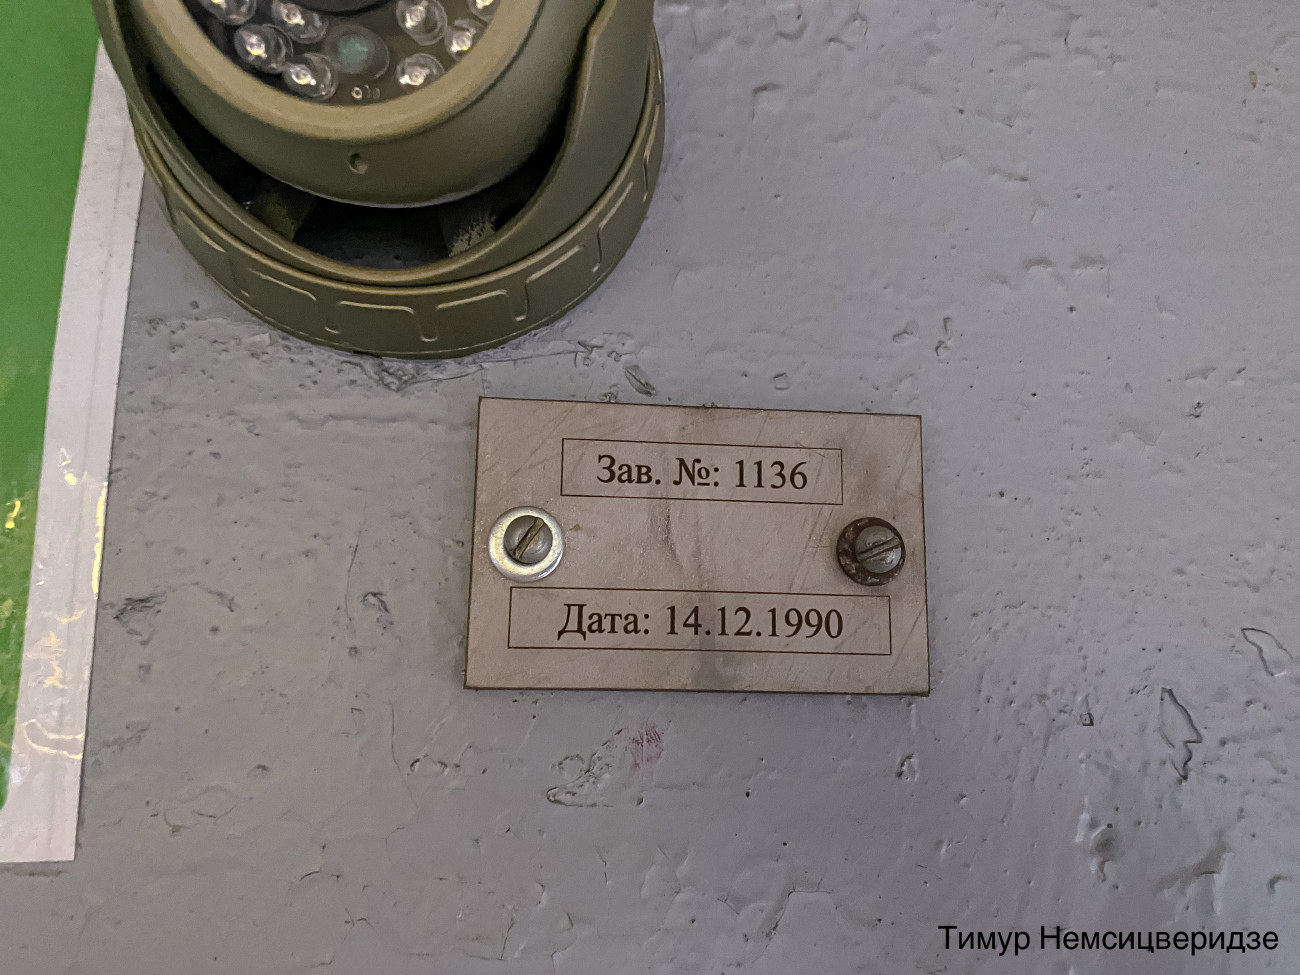 Зав. №: 1136
Дата: 14.12.1990
Тимур Немсицверидзе